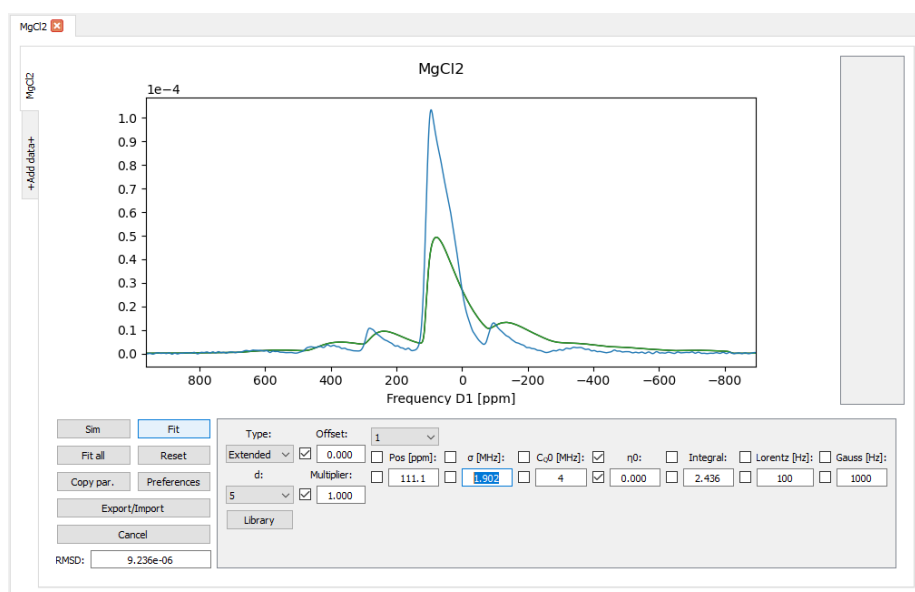 MgCl2
MgCl2
+Add data+
MgCl2
1e−4
1.0
0.9
0.8
0.7
0.6
0.5
0.4
0.3
0.2
0.1
0.0
800 600 400 200 0 −200 −400 −600 −800
Frequency D1 [ppm]
Sim Fit
Fit all Reset
Copy par. Preferences
Export/Import
Cancel
RMSD: 9.236e-06
Type: Offset: 1
Extended 0.000 Pos [ppm]: σ [MHz]: CQ0 [MHz]: η0: Integral: Lorentz [Hz]: Gauss [Hz]:
d: Multiplier: 111.1 1.902 4 0.000 2.436 100 1000
5 1.000
Library